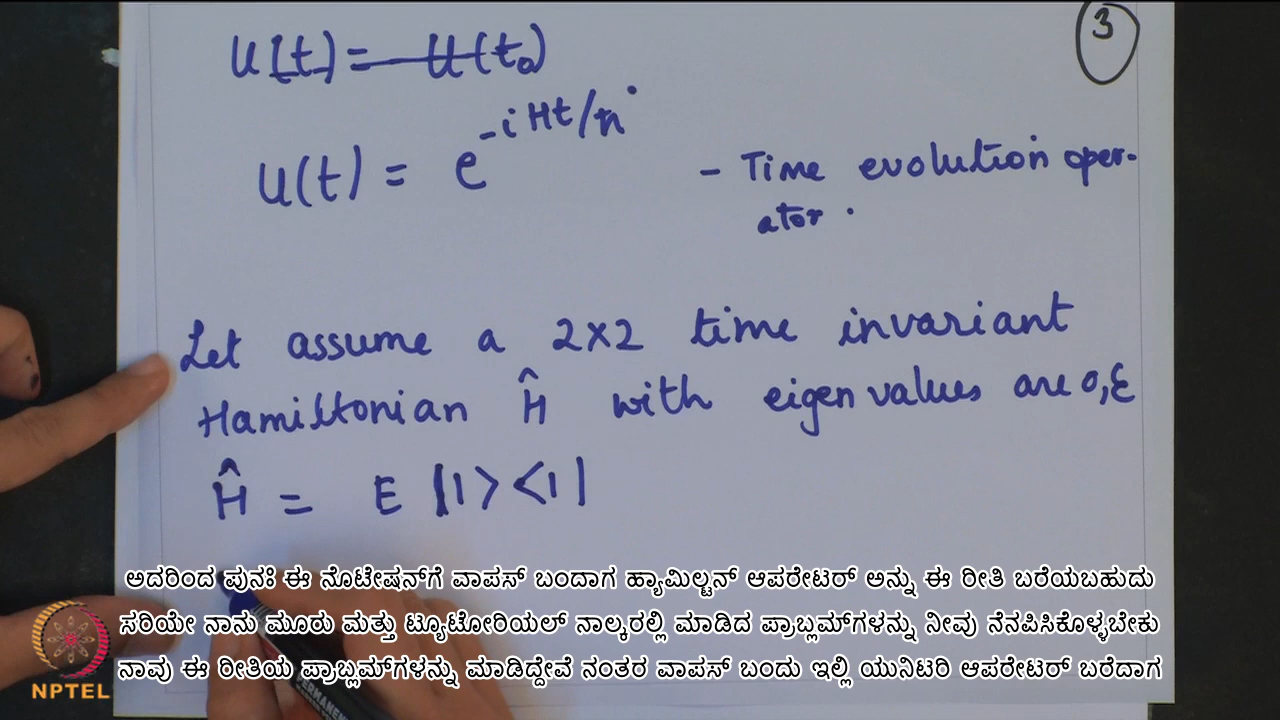 3
U(t) = U(t₀)
U(t) = e^{-iHt/ħ}
- Time evolution oper-
ator.
Let assume a 2x2 time invariant
Hamiltonian Ĥ with eigen values are 0,E
Ĥ = E |1><1|
ಅದರಿಂದ ಪುನಃ ಈ ನೊಟೇಷನ್‌ಗೆ ವಾಪಸ್ ಬಂದಾಗ ಹ್ಯಾಮಿಲ್ಟನ್ ಆಪರೇಟರ್ ಅನ್ನು ಈ ರೀತಿ ಬರೆಯಬಹುದು
ಸರಿಯೇ ನಾನು ಮೂರು ಮತ್ತು ಟ್ಯೂಟೋರಿಯಲ್ ನಾಲ್ಕರಲ್ಲಿ ಮಾಡಿದ ಪ್ರಾಬ್ಲಮ್‌ಗಳನ್ನು ನೀವು ನೆನಪಿಸಿಕೊಳ್ಳಬೇಕು
ನಾವು ಈ ರೀತಿಯ ಪ್ರಾಬ್ಲಮ್‌ಗಳನ್ನು ಮಾಡಿದ್ದೇವೆ ನಂತರ ವಾಪಸ್ ಬಂದು ಇಲ್ಲಿ ಯುನಿಟರಿ ಆಪರೇಟರ್ ಬರೆದಾಗ
NPTEL